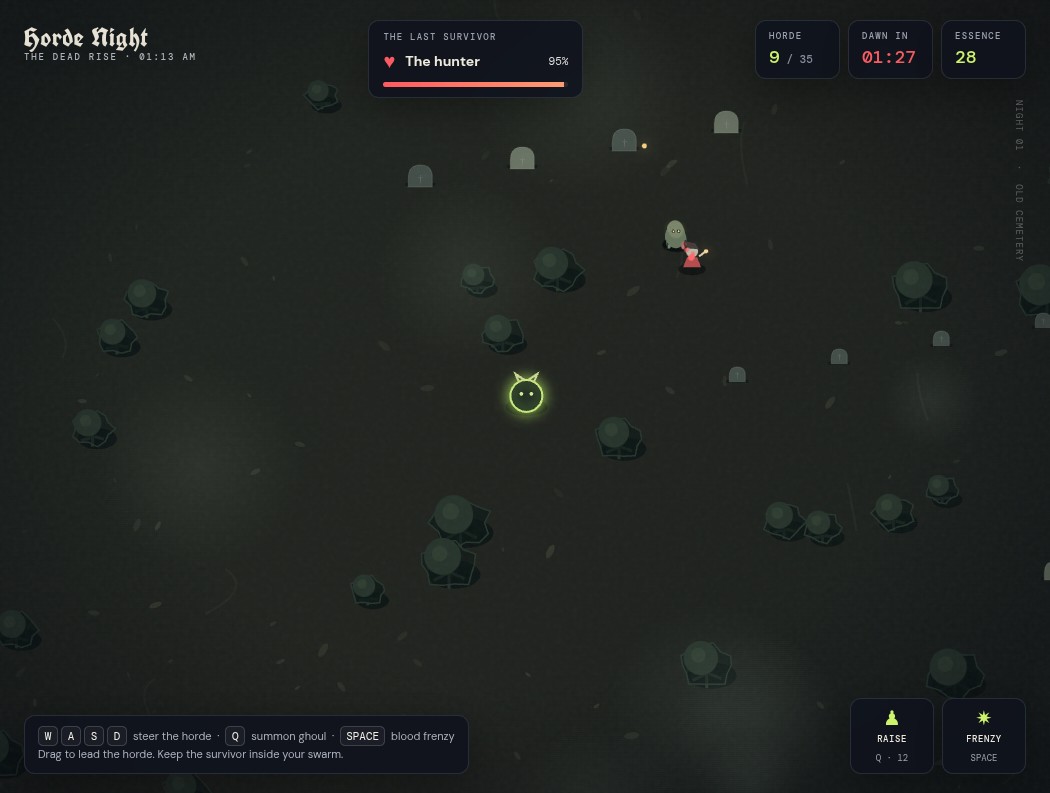 Horde Night
THE DEAD RISE · 01:13 AM
THE LAST SURVIVOR
The hunter 95%
HORDE
9 / 35
DAWN IN
01:27
ESSENCE
28
NIGHT 01 · OLD CEMETERY
W A S D steer the horde · Q summon ghoul · SPACE blood frenzy
Drag to lead the horde. Keep the survivor inside your swarm.
RAISE
Q · 12
FRENZY
SPACE